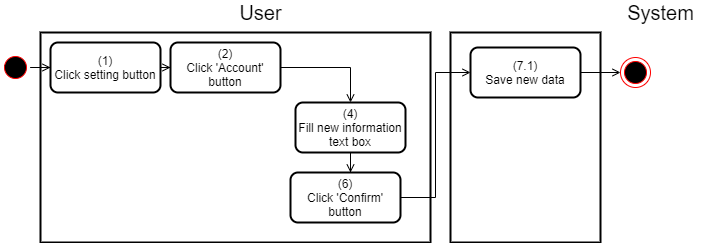 User
System
(1)
Click setting button
(2)
Click 'Account'
button
(4)
Fill new information
text box
(6)
Click 'Confirm'
button
(7.1)
Save new data